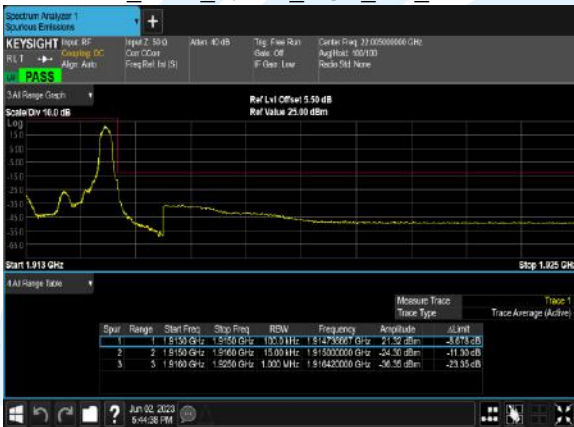 Spectrum Analyzer 1
Spurious Emissions
+
KEYSIGHT Input: RF Input Z: 50 Ω Atten: 40 dB Trig: Free Run Center Freq: 22.005000000 GHz
RLT Coupling: DC Corr CCorr Gate: Off Avg|Hold: 100/100
Align: Auto Freq Ref: Int (S) IF Gain: Low Radio Std: None
PASS
3.All Range Graph
Ref Lvl Offset 5.50 dB
Scale/Div 10.0 dB Ref Value 25.00 dBm
Log
15.0
5.00
-5.00
-15.0
-25.0
-35.0
-45.0
-55.0
-65.0
Start 1.913 GHz Stop 1.925 GHz
4.All Range Table
Measure Trace Trace 1
Trace Type Trace Average (Active)
Spur Range Start Freq Stop Freq RBW Frequency Amplitude ΔLimit
1 1 1.9130 GHz 1.9150 GHz 100.0 kHz 1.914736667 GHz 21.32 dBm -8.678 dB
2 2 1.9150 GHz 1.9160 GHz 15.00 kHz 1.915000000 GHz -24.30 dBm -11.30 dB
3 3 1.9160 GHz 1.9250 GHz 1.000 MHz 1.916420000 GHz -36.35 dBm -23.35 dB
? Jun 02, 2023
5:44:38 PM